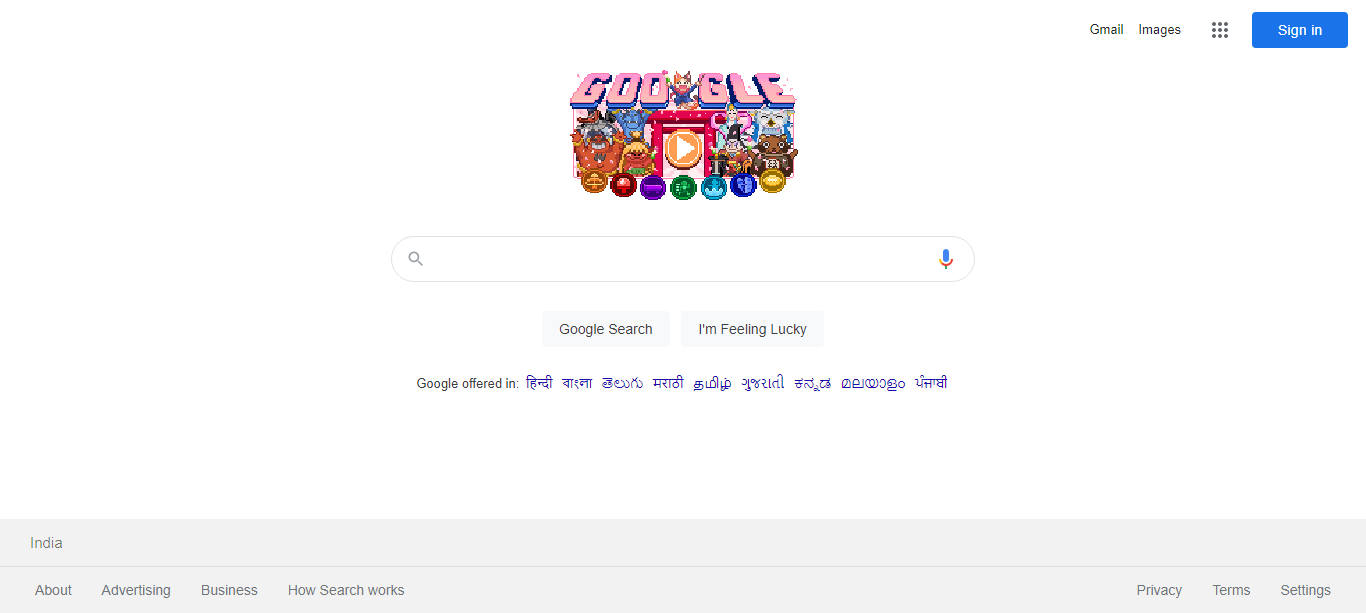 Gmail Images Sign in
GOOGLE
Google Search I'm Feeling Lucky
Google offered in: हिन्दी বাংলা తెలుగు मराठी தமிழ் ગુજરાતી ಕನ್ನಡ മലയാളം ਪੰਜਾਬੀ
India
About Advertising Business How Search works Privacy Terms Settings